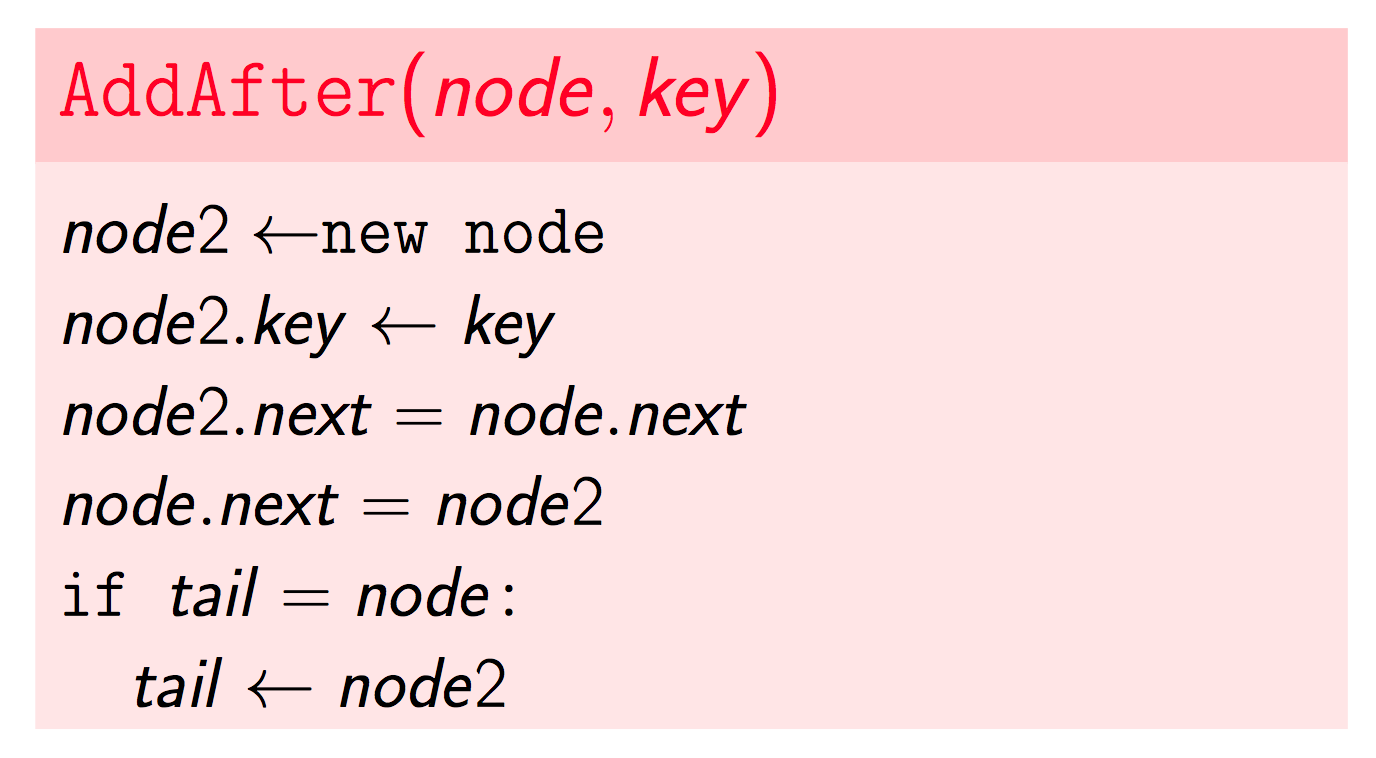 AddAfter(node, key)
node2 ←new node
node2.key ← key
node2.next = node.next
node.next = node2
if tail = node:
  tail ← node2